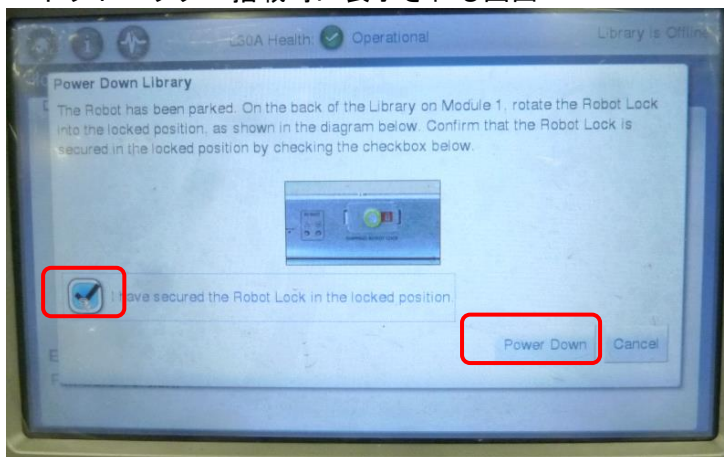 L30A Health: Operational
Library is Offline
Power Down Library
The Robot has been parked. On the back of the Library on Module 1, rotate the Robot Lock
into the locked position, as shown in the diagram below. Confirm that the Robot Lock is
secured in the locked position by checking the checkbox below.
I have secured the Robot Lock in the locked position
Power Down
Cancel